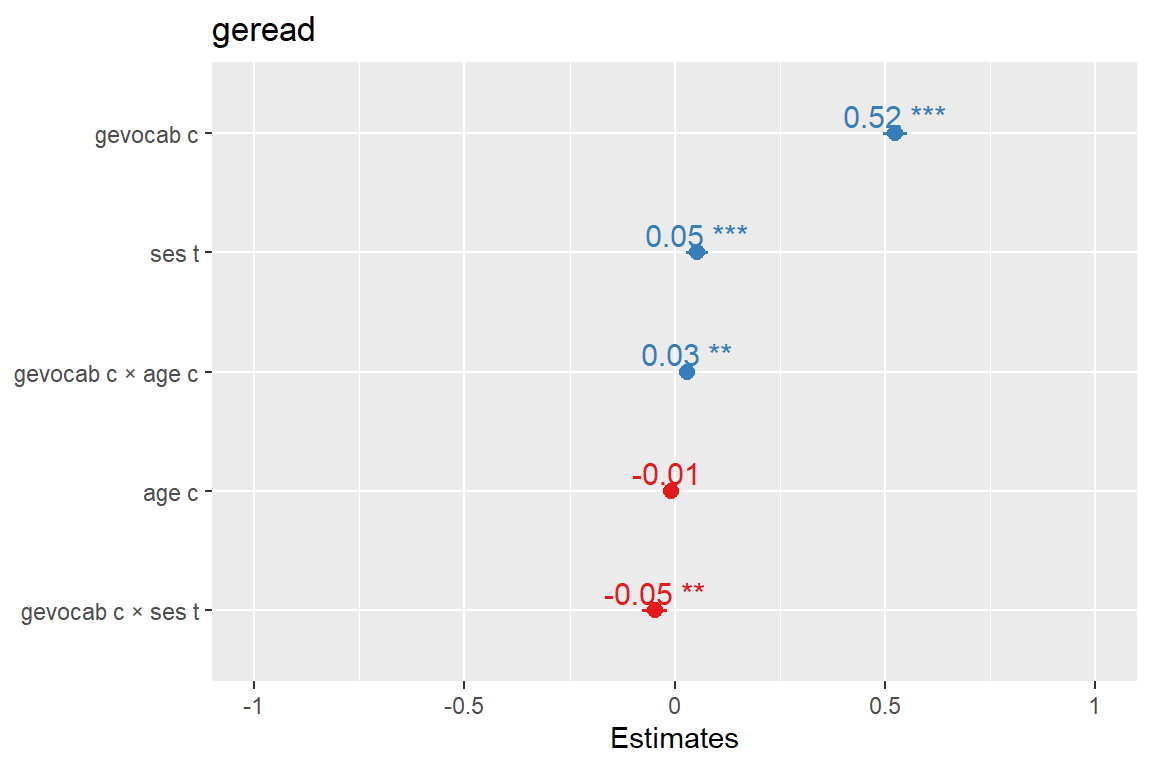 geread
gevocab c
0.52 ***
ses t
0.05 ***
gevocab c × age c
0.03 **
age c
-0.01
gevocab c × ses t
-0.05 **
-1 -0.5 0 0.5 1
Estimates